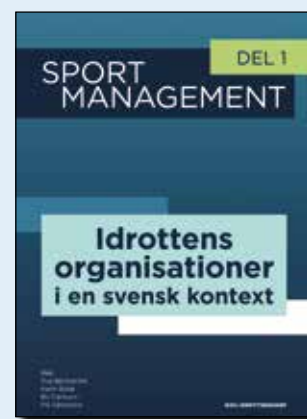 DEL 1
SPORT
MANAGEMENT
Idrottens
organisationer
i en svensk kontext